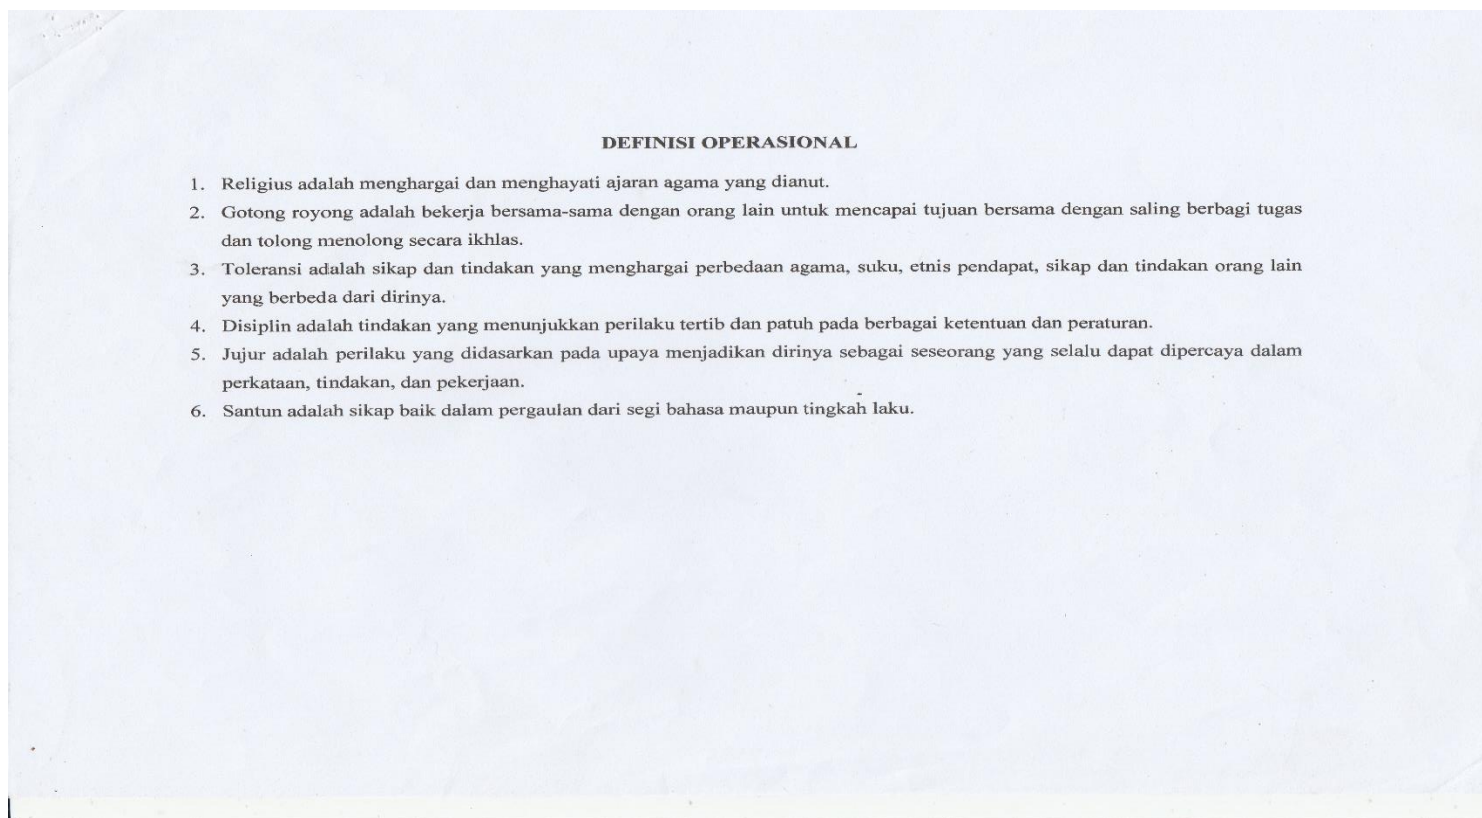 DEFINISI OPERASIONAL
1. Religius adalah menghargai dan menghayati ajaran agama yang dianut.
2. Gotong royong adalah bekerja bersama-sama dengan orang lain untuk mencapai tujuan bersama dengan saling berbagi tugas
dan tolong menolong secara ikhlas.
3. Toleransi adalah sikap dan tindakan yang menghargai perbedaan agama, suku, etnis pendapat, sikap dan tindakan orang lain
yang berbeda dari dirinya.
4. Disiplin adalah tindakan yang menunjukkan perilaku tertib dan patuh pada berbagai ketentuan dan peraturan.
5. Jujur adalah perilaku yang didasarkan pada upaya menjadikan dirinya sebagai seseorang yang selalu dapat dipercaya dalam
perkataan, tindakan, dan pekerjaan.
6. Santun adalah sikap baik dalam pergaulan dari segi bahasa maupun tingkah laku.